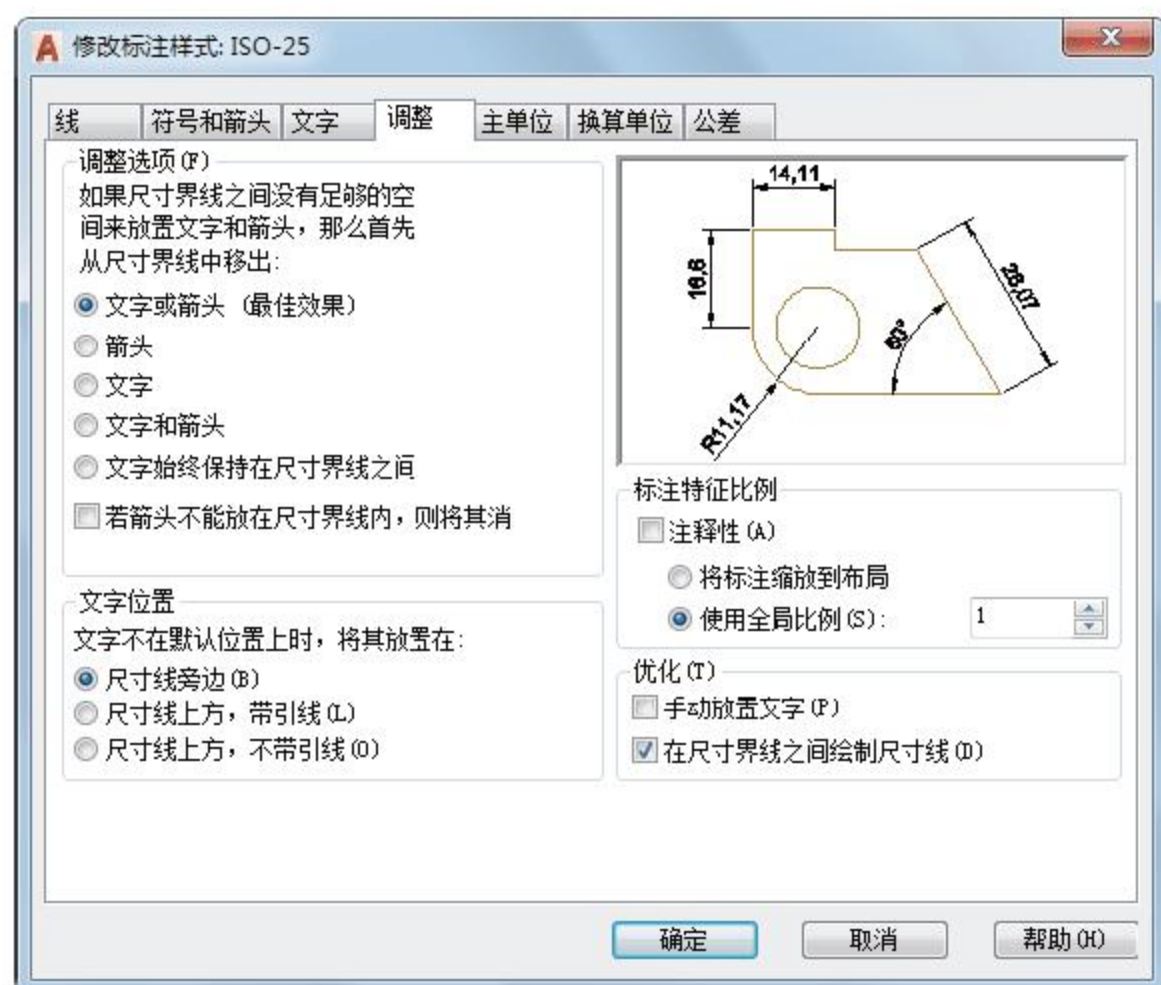 修改标注样式: ISO-25
线 符号和箭头 文字 调整 主单位 换算单位 公差
调整选项(F)
如果尺寸界线之间没有足够的空
间来放置文字和箭头，那么首先
从尺寸界线中移出:
文字或箭头（最佳效果）
箭头
文字
文字和箭头
文字始终保持在尺寸界线之间
若箭头不能放在尺寸界线内，则将其消
文字位置
文字不在默认位置上时，将其放置在:
尺寸线旁边(B)
尺寸线上方，带引线(L)
尺寸线上方，不带引线(O)
14,11
16,6
28,07
60°
R11,17
标注特征比例
注释性(A)
将标注缩放到布局
使用全局比例(S): 1
优化(T)
手动放置文字(P)
在尺寸界线之间绘制尺寸线(D)
确定 取消 帮助(H)